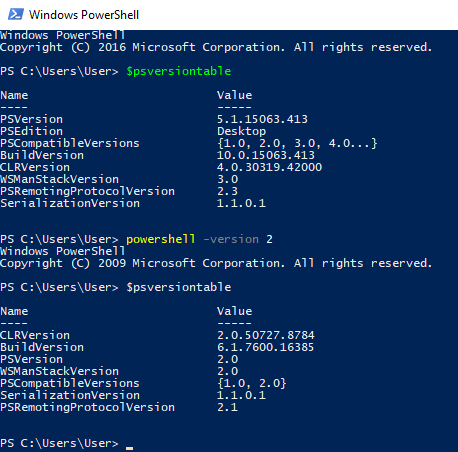 Windows PowerShell
Windows PowerShell
Copyright (C) 2016 Microsoft Corporation. All rights reserved.
PS C:\Users\User> $psversiontable
Name                           Value
----                           -----
PSVersion                      5.1.15063.413
PSEdition                      Desktop
PSCompatibleVersions           {1.0, 2.0, 3.0, 4.0...}
BuildVersion                   10.0.15063.413
CLRVersion                     4.0.30319.42000
WSManStackVersion              3.0
PSRemotingProtocolVersion      2.3
SerializationVersion           1.1.0.1
PS C:\Users\User> powershell -version 2
Windows PowerShell
Copyright (C) 2009 Microsoft Corporation. All rights reserved.
PS C:\Users\User> $psversiontable
Name                           Value
----                           -----
CLRVersion                     2.0.50727.8784
BuildVersion                   6.1.7600.16385
PSVersion                      2.0
WSManStackVersion              2.0
PSCompatibleVersions           {1.0, 2.0}
SerializationVersion           1.1.0.1
PSRemotingProtocolVersion      2.1
PS C:\Users\User> _